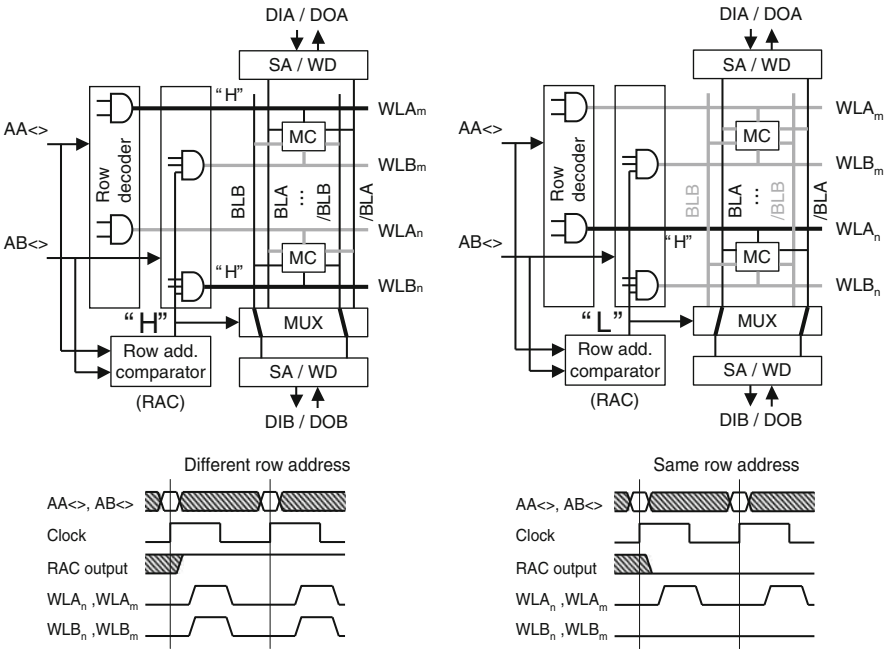 DIA / DOA
SA / WD
"H"
WLAm
AA<>
MC
WLBm
Row decoder
BLB
BLA
...
/BLB
/BLA
WLAn
AB<>
MC
"H"
WLBn
"H"
MUX
Row add.
comparator
SA / WD
(RAC)
DIB / DOB
Different row address
AA<>, AB<>
Clock
RAC output
WLAn ,WLAm
WLBn ,WLBm
DIA / DOA
SA / WD
WLAm
AA<>
MC
WLBm
Row decoder
BLB
BLA
...
/BLB
/BLA
WLAn
AB<>
"H"
MC
WLBn
"L"
MUX
Row add.
comparator
SA / WD
(RAC)
DIB / DOB
Same row address
AA<>, AB<>
Clock
RAC output
WLAn ,WLAm
WLBn ,WLBm